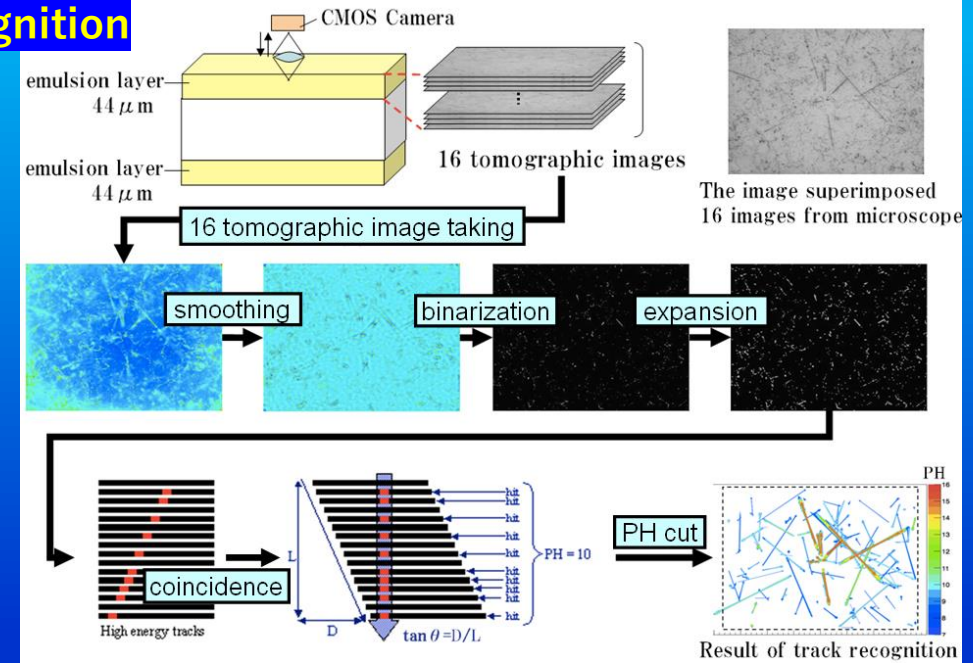 gnition
CMOS Camera
emulsion layer
44 μm
emulsion layer
44 μm
16 tomographic images
The image superimposed
16 images from microscope
16 tomographic image taking
smoothing
binarization
expansion
High energy tracks
coincidence
L
D
tan θ =D/L
hit
hit
hit
hit
hit
hit
hit
hit
hit
hit
PH = 10
PH cut
PH
16
15
14
13
12
11
10
9
8
7
Result of track recognition